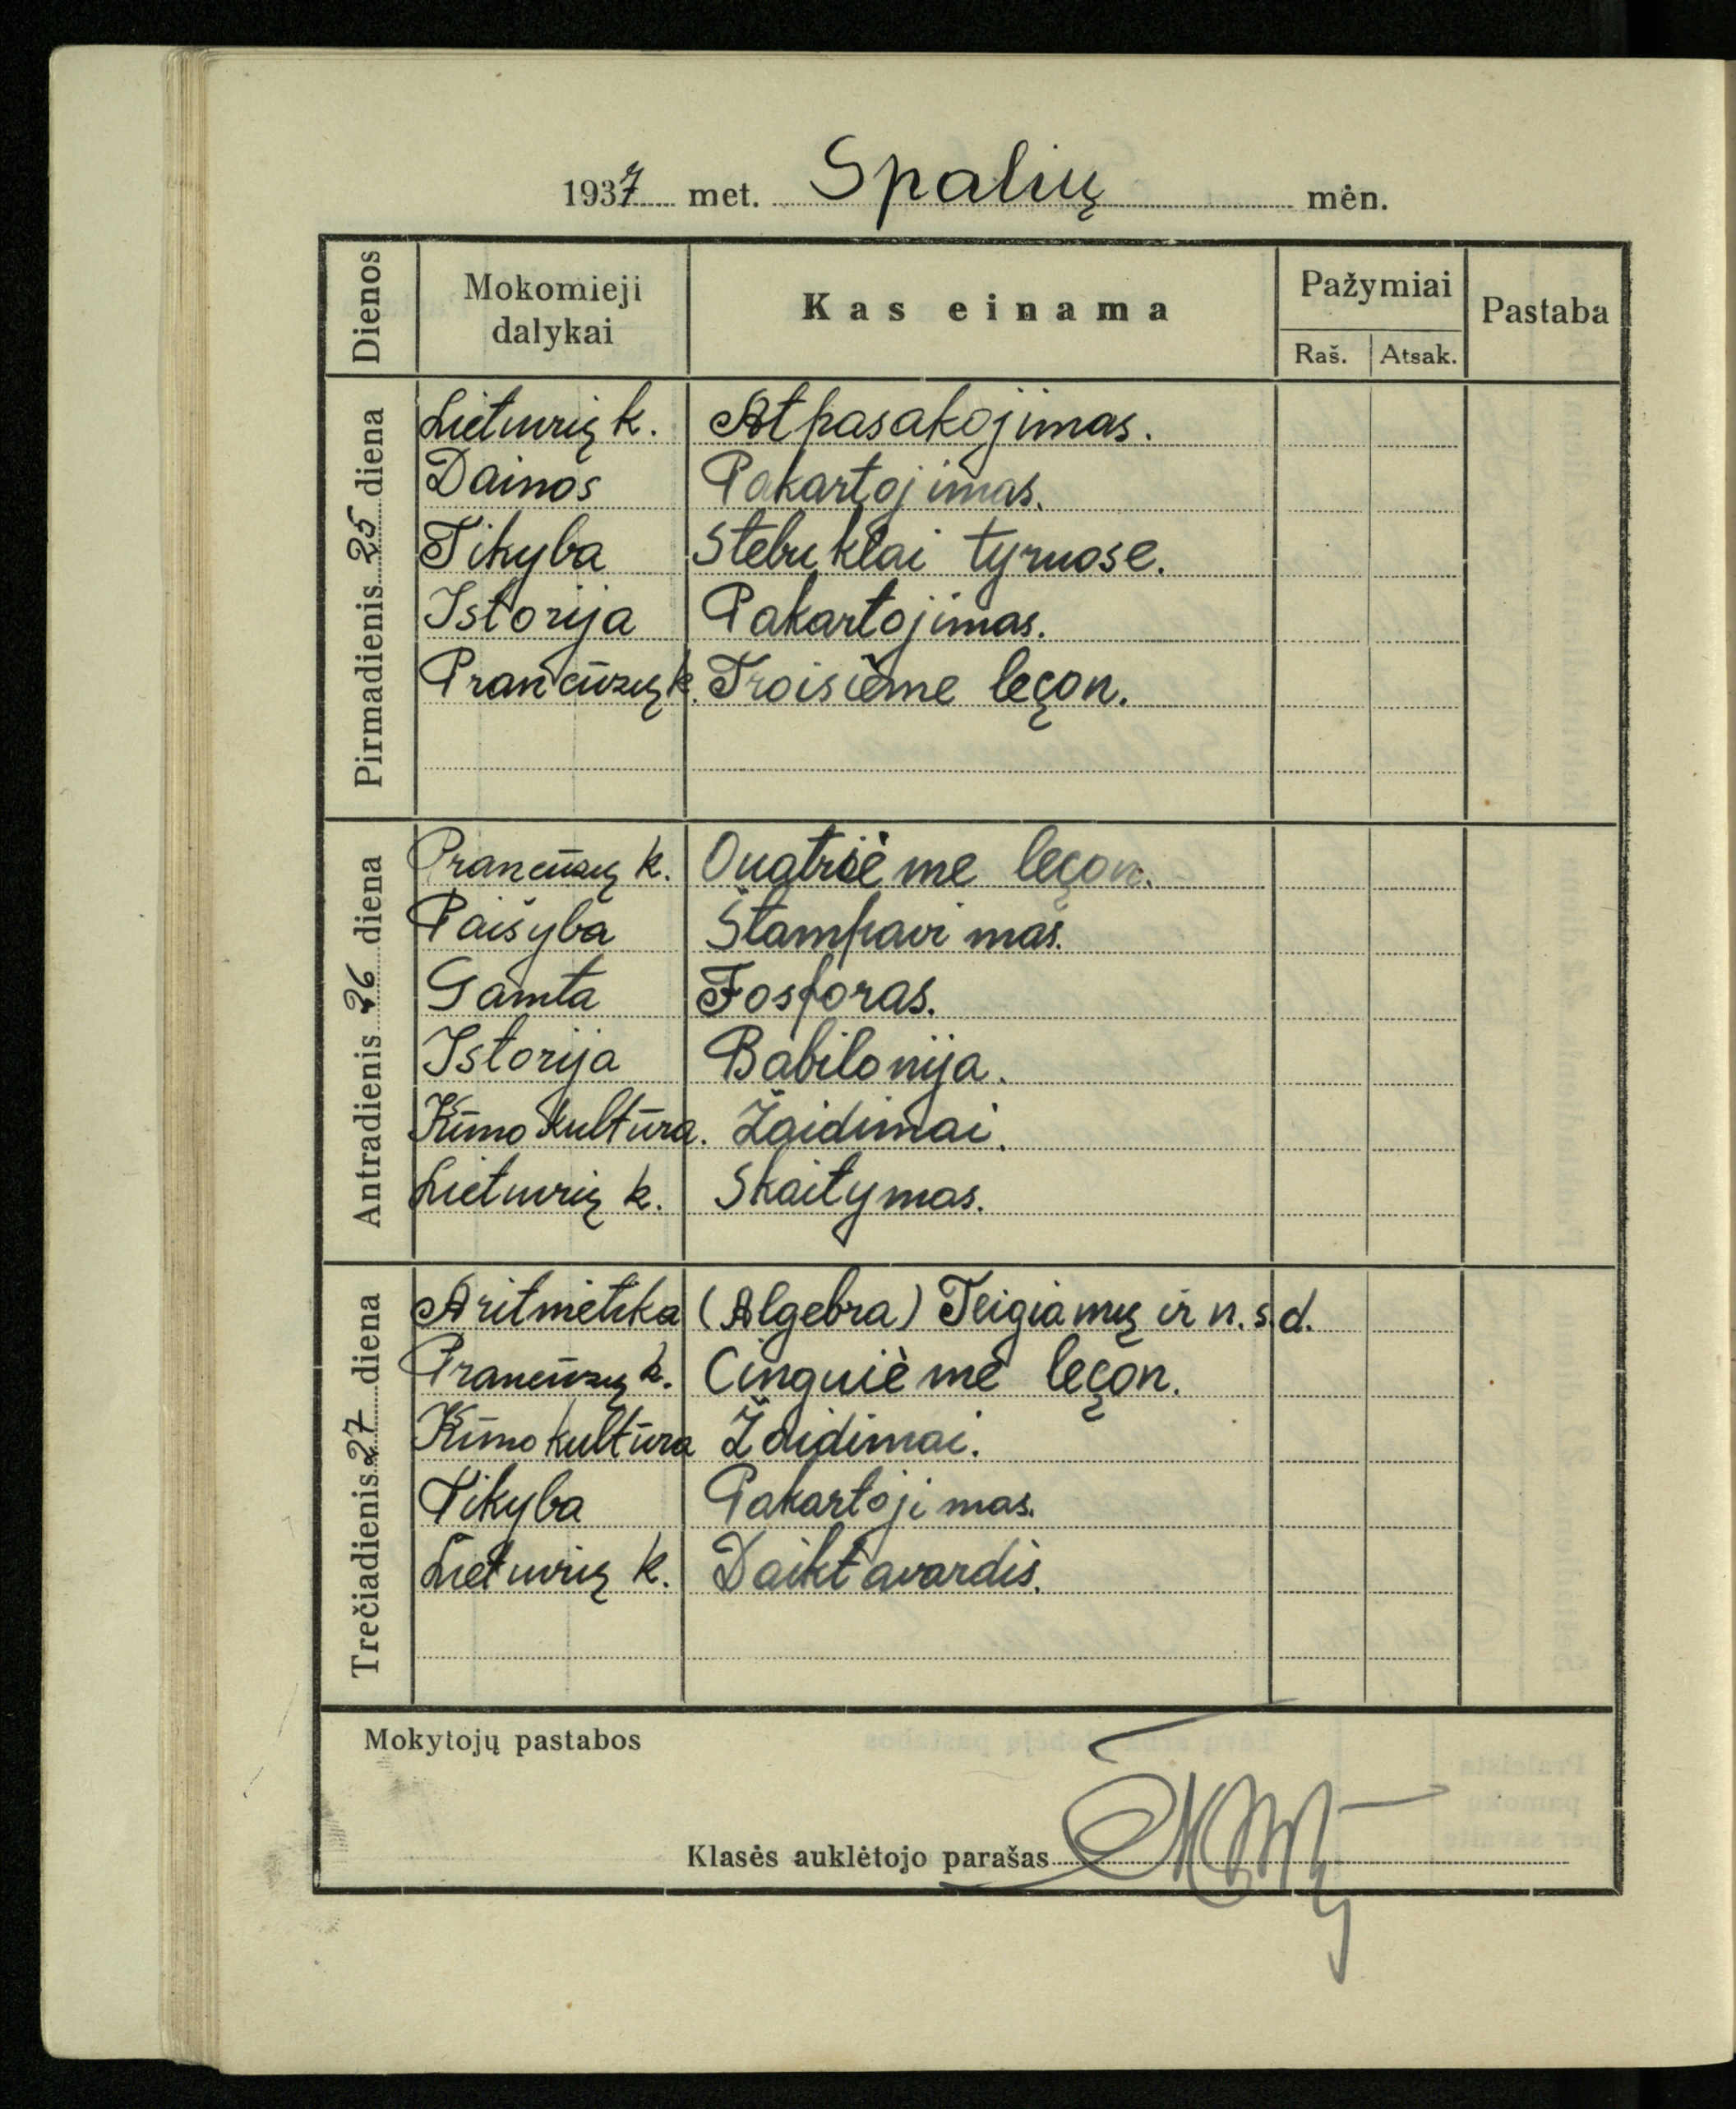 1937 met. Spalių mėn.
Dienos
Mokomieji dalykai
Kas einama
Pažymiai
Raš. Atsak.
Pastaba
Pirmadienis 25 diena
Lietuvių k. Atpasakojimas.
Dainos Pakartojimas.
Tikyba Stebuklai tyruose.
Istorija Pakartojimas.
Prancūzų k. Troisième leçon.
Antradienis 26 diena
Prancūzų k. Ouatrième leçon.
Paišyba Štampavimas.
Gamta Fosforas.
Istorija Babilonija.
Kūno kultūra. Žaidimai.
Lietuvių k. Skaitymas.
Trečiadienis 27 diena
Aritmetika (Algebra) Teigiamų ir n. s. d.
Prancūzų k. Cinguième leçon.
Kūno kultūra Žaidimai.
Tikyba Pakartojimas.
Lietuvių k. Daiktavardis.
Mokytojų pastabos
Klasės auklėtojo parašas